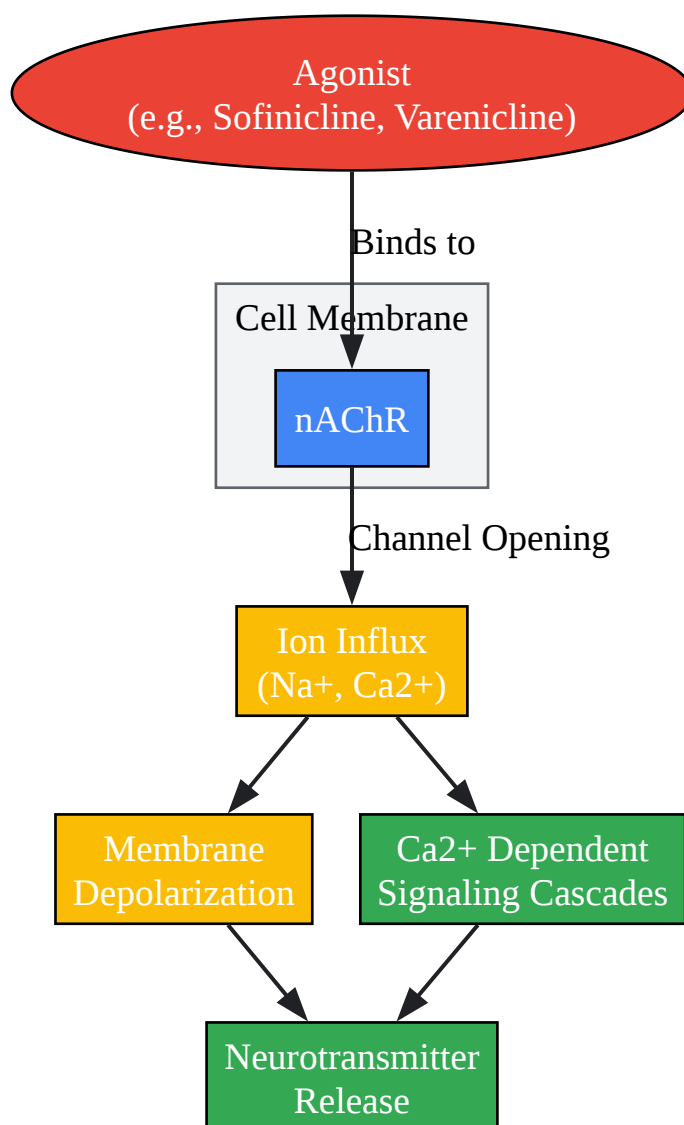 Agonist
(e.g., Sofinicline, Varenicline)
Binds to
Cell Membrane
nAChR
Channel Opening
Ion Influx
(Na+, Ca2+)
Membrane
Depolarization
Ca2+ Dependent
Signaling Cascades
Neurotransmitter
Release